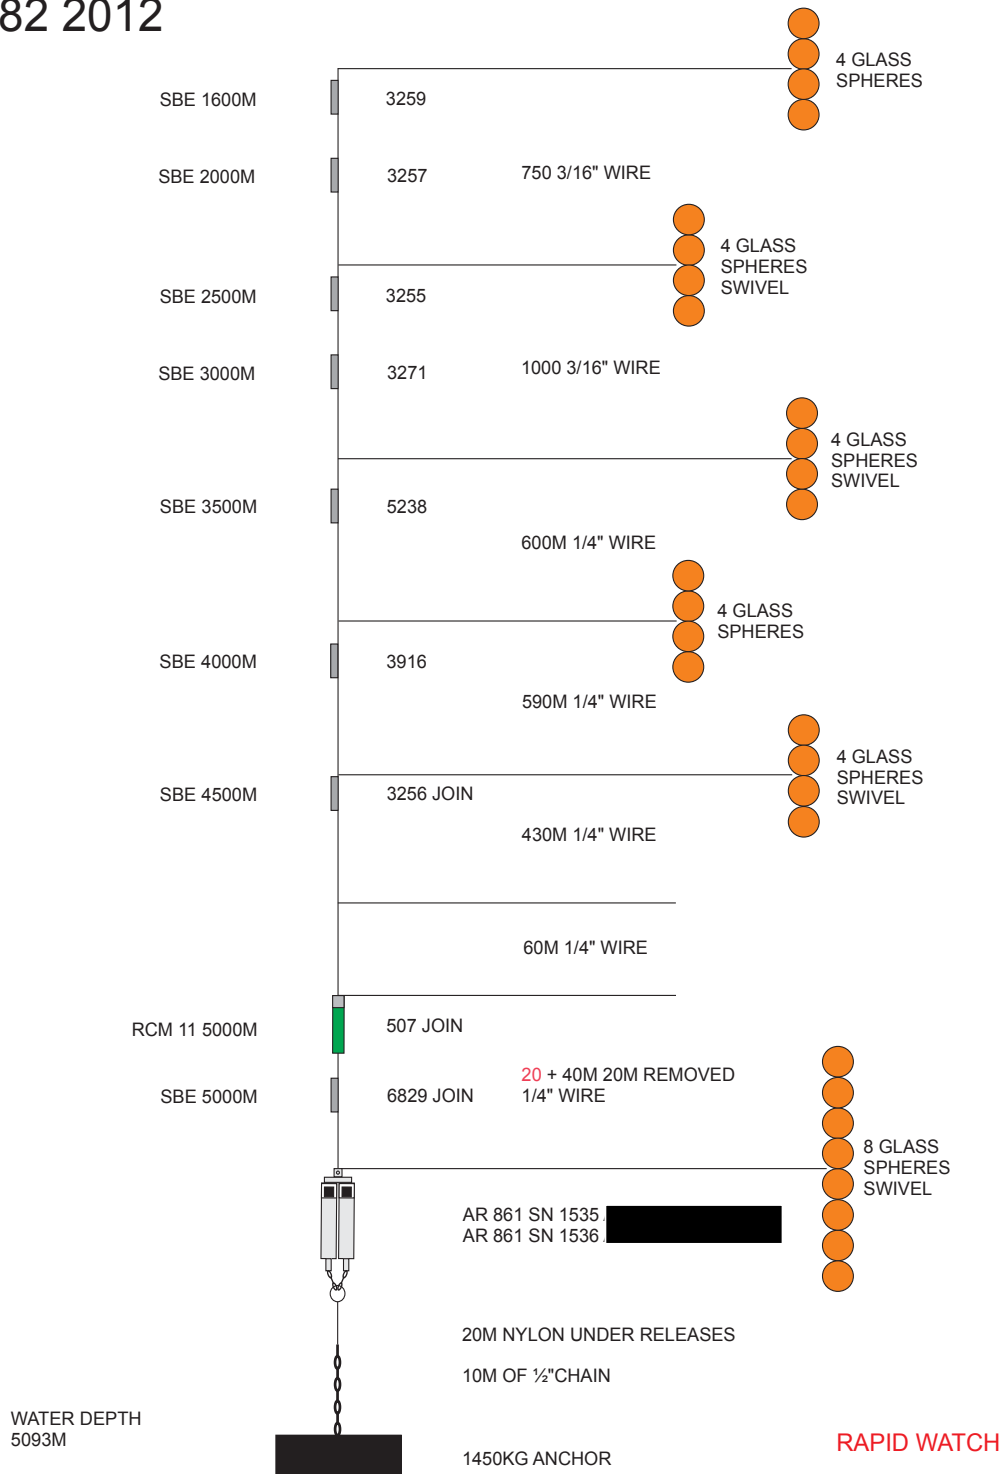 82 2012
4 GLASS
SPHERES
SBE 1600M 3259
SBE 2000M 3257 750 3/16" WIRE
4 GLASS
SPHERES
SWIVEL
SBE 2500M 3255
SBE 3000M 3271 1000 3/16" WIRE
4 GLASS
SPHERES
SWIVEL
SBE 3500M 5238
600M 1/4" WIRE
4 GLASS
SPHERES
SBE 4000M 3916
590M 1/4" WIRE
4 GLASS
SPHERES
SWIVEL
SBE 4500M 3256 JOIN
430M 1/4" WIRE
60M 1/4" WIRE
RCM 11 5000M 507 JOIN
20 + 40M 20M REMOVED
1/4" WIRE
SBE 5000M 6829 JOIN
8 GLASS
SPHERES
SWIVEL
AR 861 SN 1535
AR 861 SN 1536
20M NYLON UNDER RELEASES
10M OF ½"CHAIN
WATER DEPTH
5093M
1450KG ANCHOR
RAPID WATCH